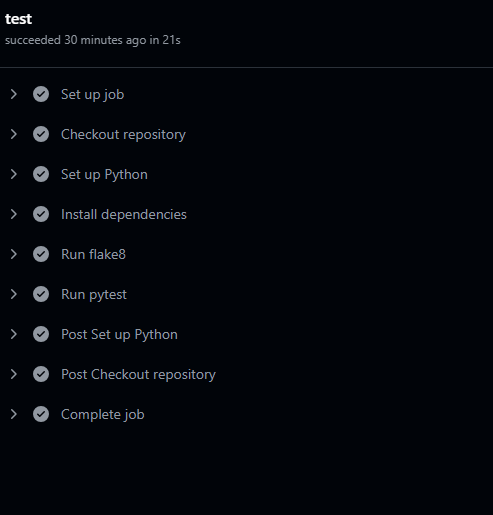 test
succeeded 30 minutes ago in 21s
Set up job
Checkout repository
Set up Python
Install dependencies
Run flake8
Run pytest
Post Set up Python
Post Checkout repository
Complete job